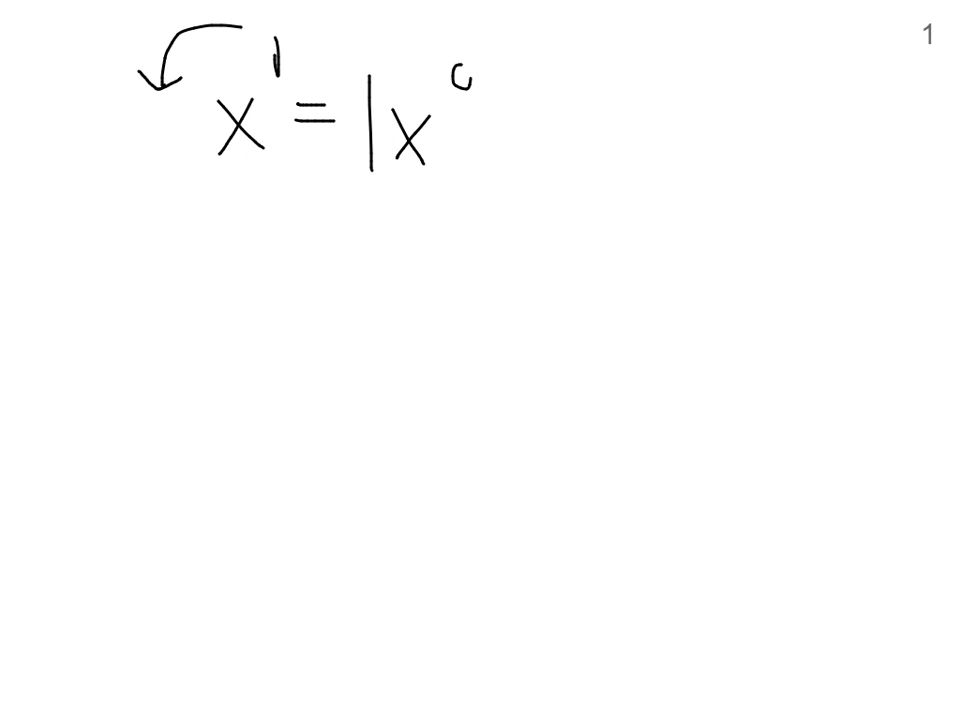 1
x¹ = 1x⁰